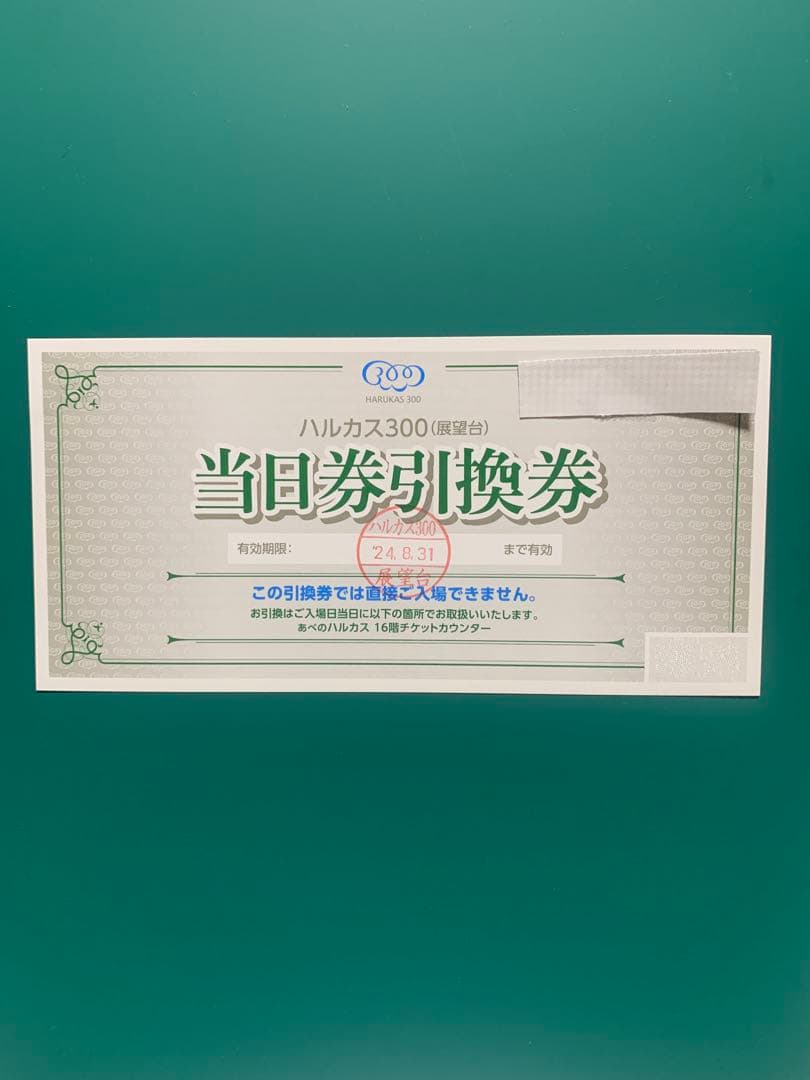 HARUKAS 300
ハルカス300(展望台)
当日券引換券
有効期限:
ハルカス300
'24.8.31
展望台
まで有効
この引換券では直接ご入場できません。
お引換はご入場日当日に以下の箇所でお取扱いいたします。
あべのハルカス 16階チケットカウンター